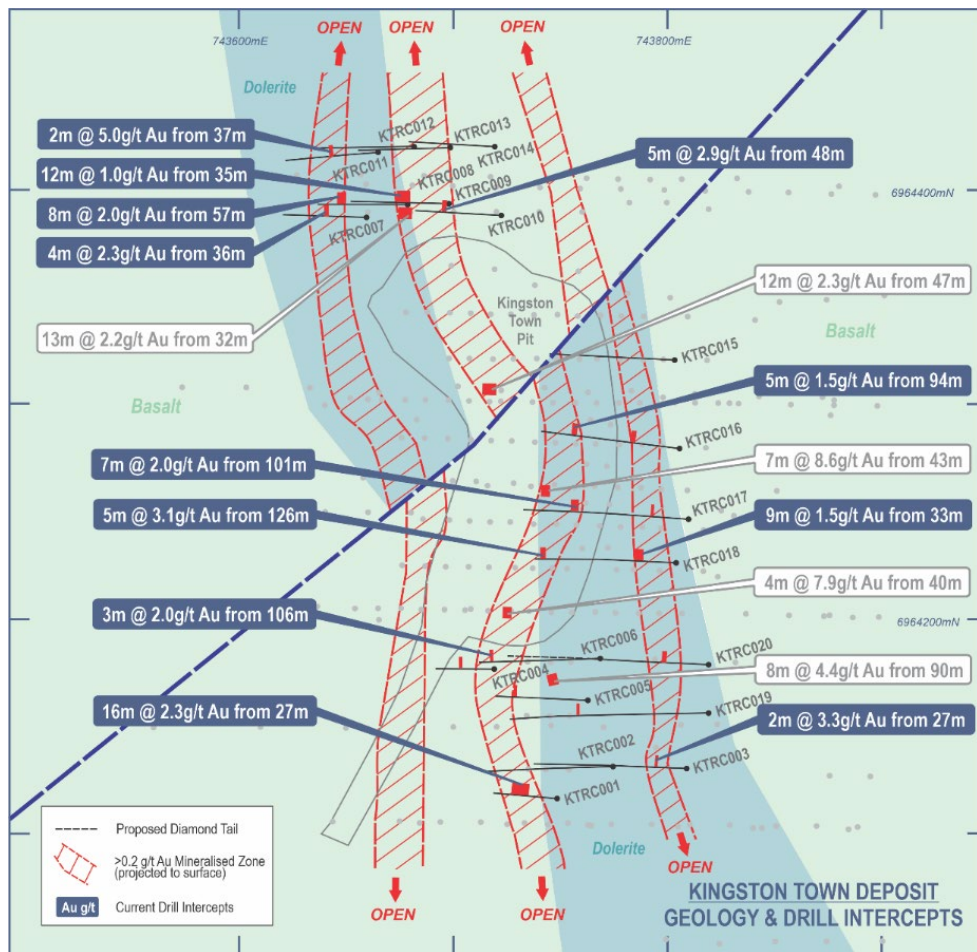 OPEN
OPEN
OPEN
743600mE
743800mE
Dolerite
2m @ 5.0g/t Au from 37m
12m @ 1.0g/t Au from 35m
8m @ 2.0g/t Au from 57m
4m @ 2.3g/t Au from 36m
13m @ 2.2g/t Au from 32m
KTRC012
KTRC013
KTRC011
KTRC014
KTRC008
KTRC009
KTRC007
KTRC010
5m @ 2.9g/t Au from 48m
6964400mN
12m @ 2.3g/t Au from 47m
Kingston
Town
Pit
Basalt
KTRC015
5m @ 1.5g/t Au from 94m
Basalt
KTRC016
7m @ 2.0g/t Au from 101m
7m @ 8.6g/t Au from 43m
KTRC017
5m @ 3.1g/t Au from 126m
9m @ 1.5g/t Au from 33m
KTRC018
4m @ 7.9g/t Au from 40m
3m @ 2.0g/t Au from 106m
6964200mN
KTRC006
KTRC020
KTRC004
8m @ 4.4g/t Au from 90m
KTRC005
KTRC019
16m @ 2.3g/t Au from 27m
2m @ 3.3g/t Au from 27m
KTRC002
KTRC003
KTRC001
Proposed Diamond Tail
>0.2 g/t Au Mineralised Zone
(projected to surface)
Au g/t
Current Drill Intercepts
Dolerite
OPEN
OPEN
OPEN
KINGSTON TOWN DEPOSIT
GEOLOGY & DRILL INTERCEPTS